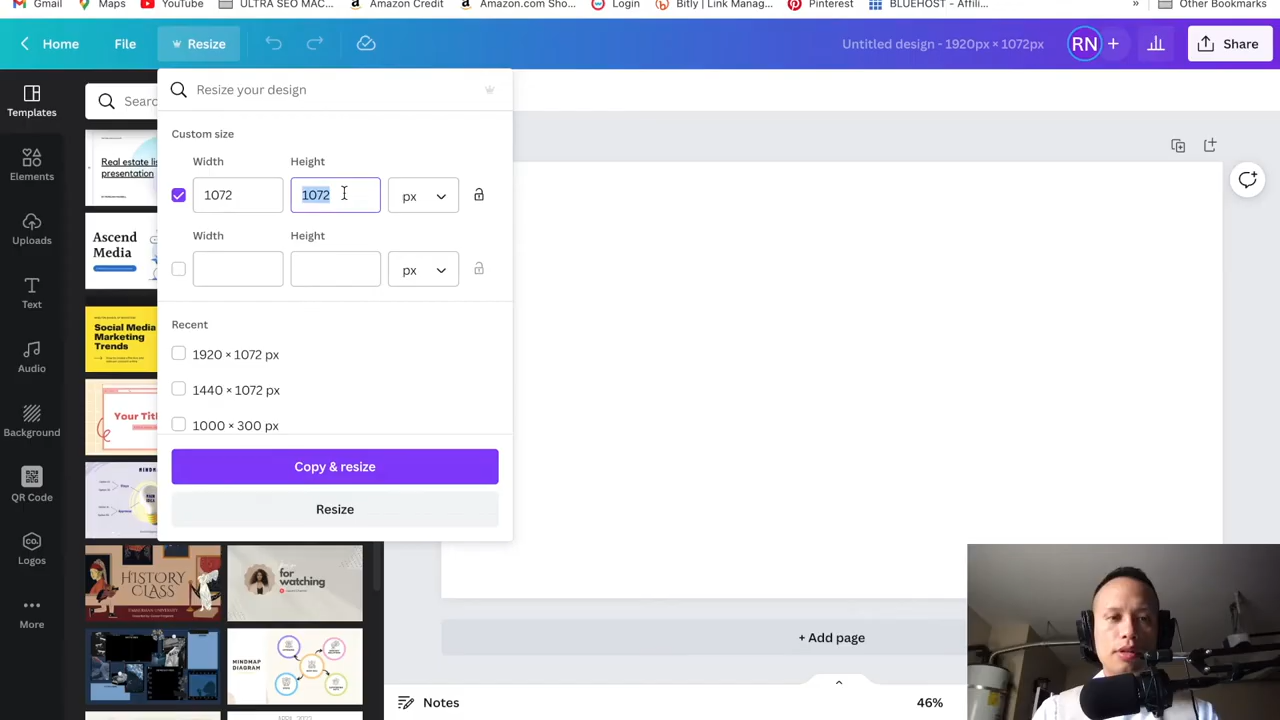 Gmail
Maps
YouTube
ULTRA SEO MAC...
Amazon Credit
Amazon.com Sho...
Login
Bitly | Link Manag...
Pinterest
BLUEHOST - Affili...
»
Other Bookmarks
Home
File
Resize
Untitled design - 1920px × 1072px
RN
+
Share
Templates
Elements
Uploads
Text
Audio
Background
QR Code
Logos
More
Searc
Real estate lis
presentation
Ascend
Media
Social Media
Marketing
Trends
Your Titl
HISTORY
CLASS
for
watching
MINDMAP
DIAGRAM
Resize your design
Custom size
Width
Height
1072
1072
px
Width
Height
px
Recent
1920 × 1072 px
1440 × 1072 px
1000 × 300 px
Copy & resize
Resize
+ Add page
Notes
46%